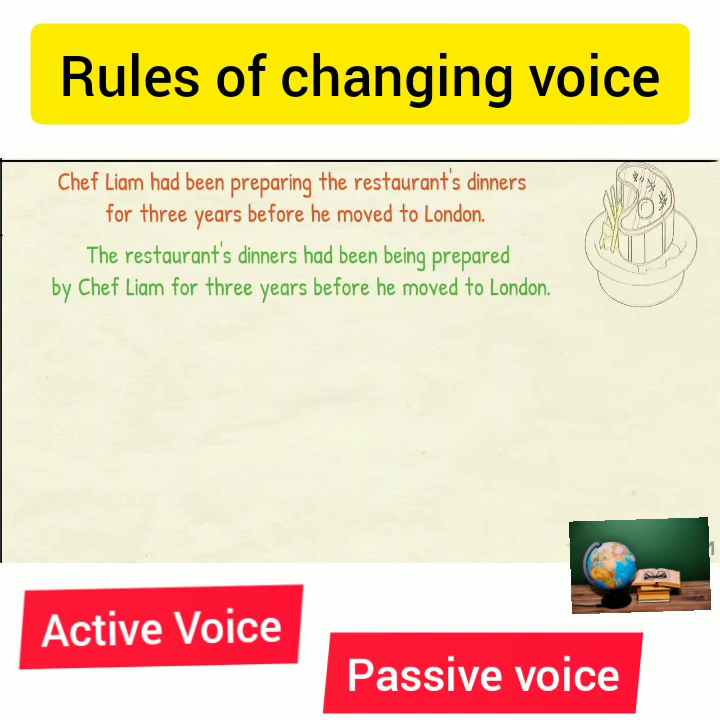 Rules of changing voice
Chef Liam had been preparing the restaurant's dinners
for three years before he moved to London.
The restaurant's dinners had been being prepared
by Chef Liam for three years before he moved to London.
Active Voice
Passive voice